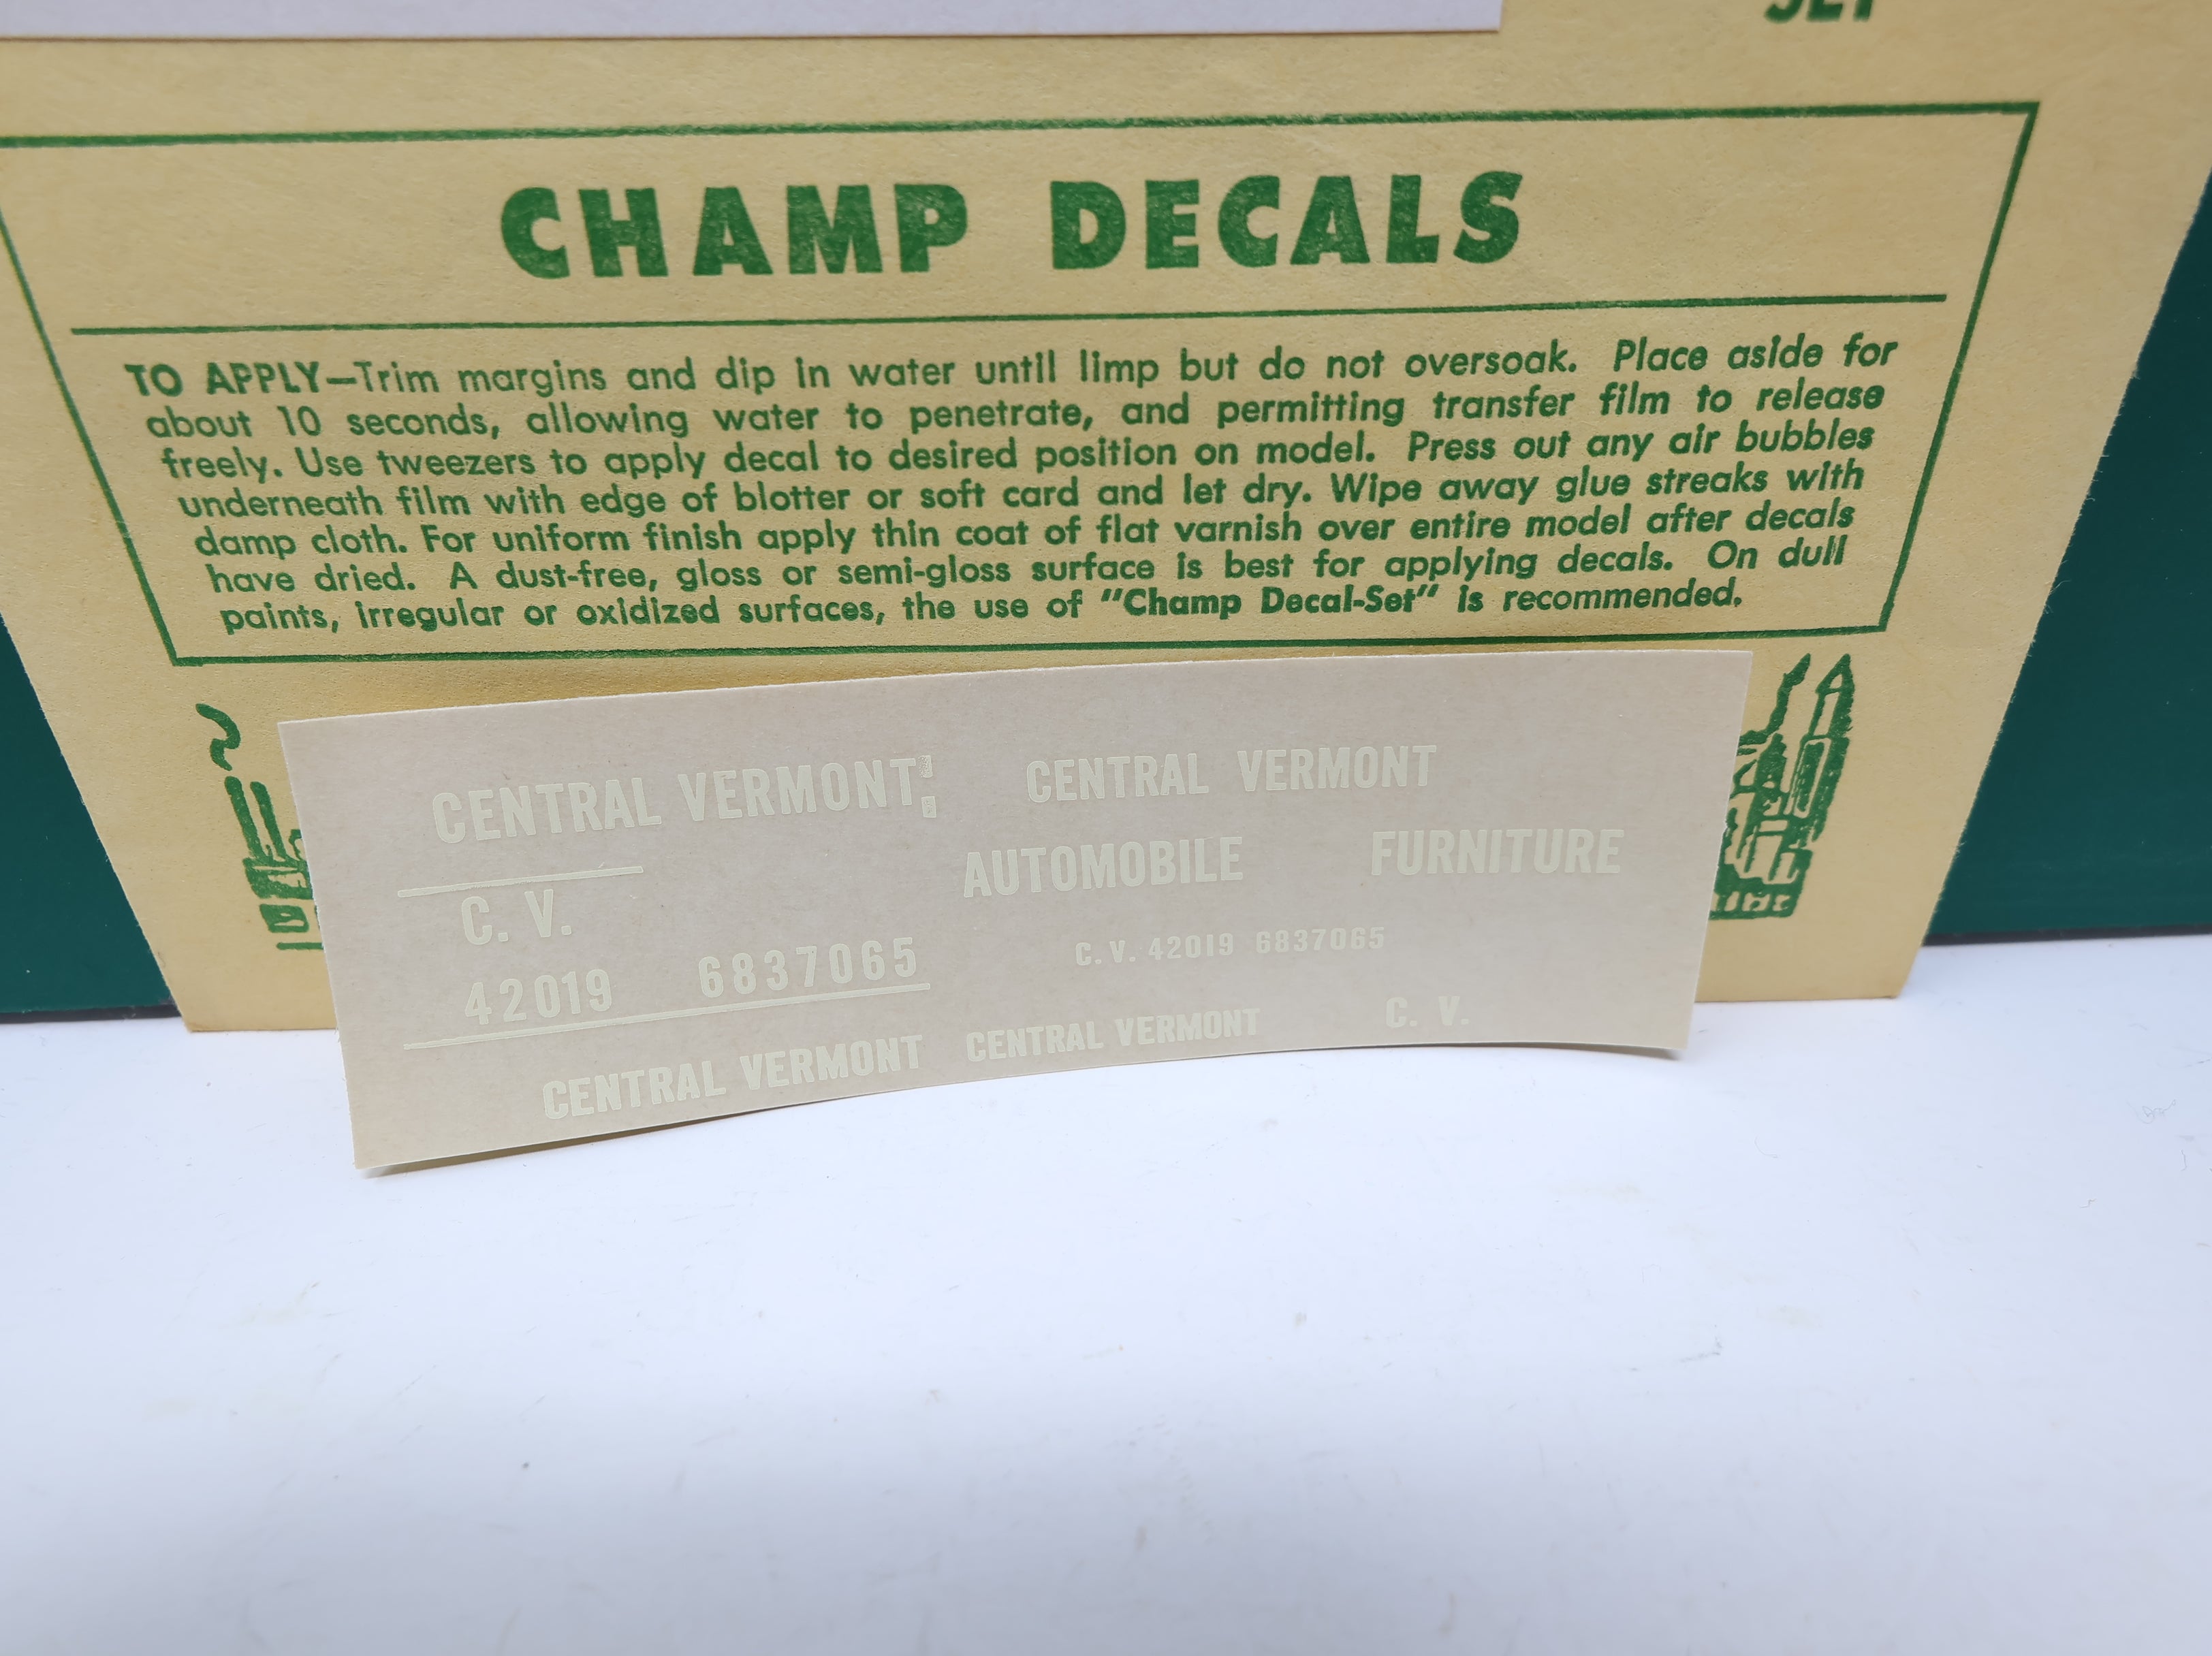 SET
CHAMP DECALS
TO APPLY—Trim margins and dip in water until limp but do not oversoak. Place aside for
about 10 seconds, allowing water to penetrate, and permitting transfer film to release
freely. Use tweezers to apply decal to desired position on model. Press out any air bubbles
underneath film with edge of blotter or soft card and let dry. Wipe away glue streaks with
damp cloth. For uniform finish apply thin coat of flat varnish over entire model after decals
have dried. A dust-free, gloss or semi-gloss surface is best for applying decals. On dull
paints, irregular or oxidized surfaces, the use of "Champ Decal-Set" is recommended.
CENTRAL VERMONT CENTRAL VERMONT
AUTOMOBILE FURNITURE
C. V.
42019 6837065 C. V. 42019 6837065
CENTRAL VERMONT CENTRAL VERMONT C. V.